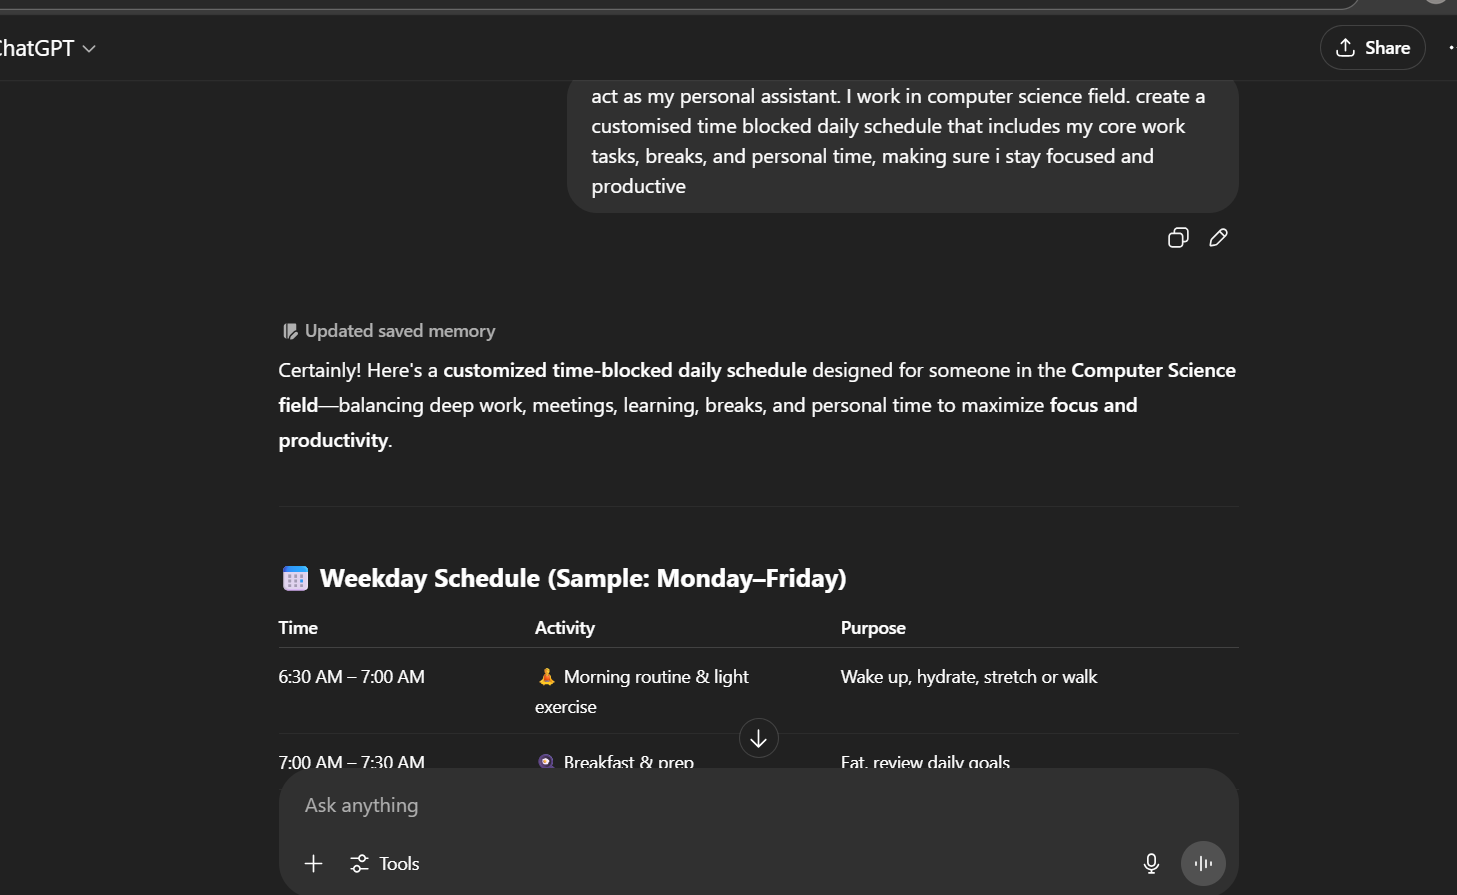 ChatGPT
Share
act as my personal assistant. I work in computer science field. create a
customised time blocked daily schedule that includes my core work
tasks, breaks, and personal time, making sure i stay focused and
productive
Updated saved memory
Certainly! Here's a customized time-blocked daily schedule designed for someone in the Computer Science
field—balancing deep work, meetings, learning, breaks, and personal time to maximize focus and
productivity.
Weekday Schedule (Sample: Monday–Friday)
Time Activity Purpose
6:30 AM – 7:00 AM Morning routine & light Wake up, hydrate, stretch or walk
exercise
7:00 AM – 7:30 AM Breakfast & prep Eat, review daily goals
Ask anything
Tools